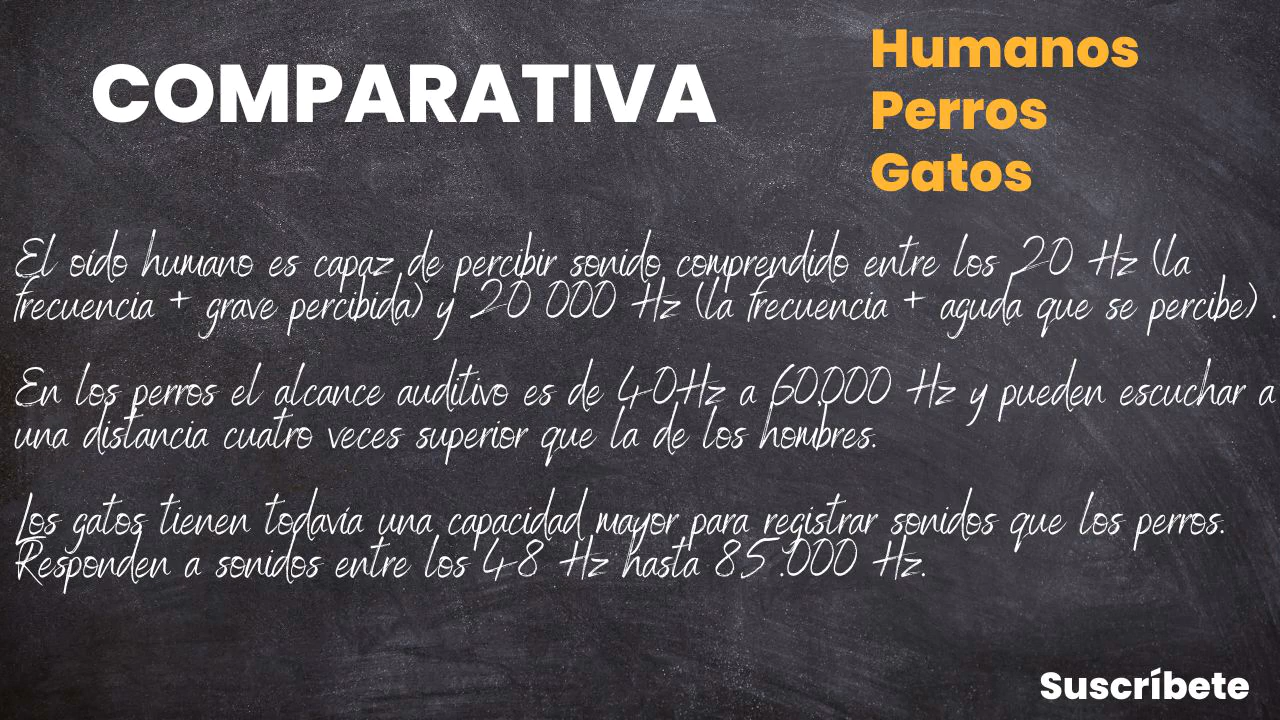 COMPARATIVA
Humanos
Perros
Gatos
El oído humano es capaz de percibir sonido comprendido entre los 20 Hz (la
frecuencia + grave percibida) y 20 000 Hz (la frecuencia + aguda que se percibe) .
En los perros el alcance auditivo es de 40Hz a 60.000 Hz y pueden escuchar a
una distancia cuatro veces superior que la de los hombres.
Los gatos tienen todavía una capacidad mayor para registrar sonidos que los perros.
Responden a sonidos entre los 48 Hz hasta 85.000 Hz.
Suscríbete